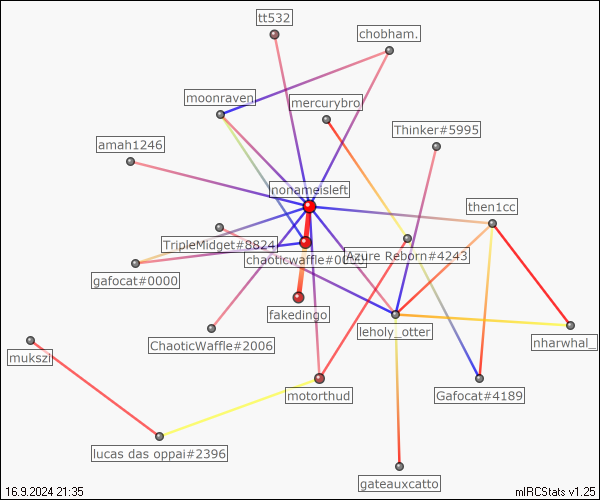 tt532
chobham.
moonraven
mercurybro
Thinker#5995
amah1246
nonameisleft
then1cc
TripleMidget#8824
chaoticwaffle#0
Azure Reborn#4243
gafocat#0000
fakedingo
leholy_otter
ChaoticWaffle#2006
nharwhal_
mukszi
motorthud
Gafocat#4189
lucas das oppai#2396
gateauxcatto
16.9.2024 21:35
mIRCStats v1.25